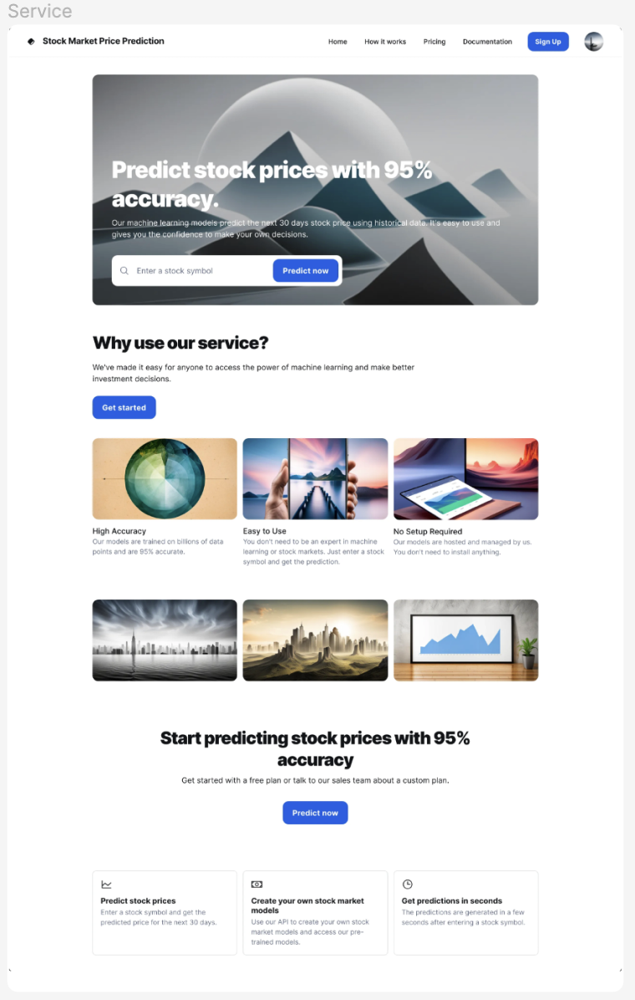 Service
Stock Market Price Prediction
Home
How it works
Pricing
Documentation
Sign Up
Predict stock prices with 95%
accuracy.
Our machine learning models predict the next 30 days stock price using historical data. It's easy to use and
gives you the confidence to make your own decisions.
Enter a stock symbol
Predict now
Why use our service?
We've made it easy for anyone to access the power of machine learning and make better
investment decisions.
Get started
High Accuracy
Our models are trained on billions of data
points and are 95% accurate.
Easy to Use
You don't need to be an expert in machine
learning or stock markets. Just enter a stock
symbol and get the prediction.
No Setup Required
Our models are hosted and managed by us.
You don't need to install anything.
Start predicting stock prices with 95%
accuracy
Get started with a free plan or talk to our sales team about a custom plan.
Predict now
Predict stock prices
Enter a stock symbol and get the
predicted price for the next 30 days.
Create your own stock market
models
Use our API to create your own stock
market models and access our pre-
trained models.
Get predictions in seconds
The predictions are generated in a few
seconds after entering a stock symbol.